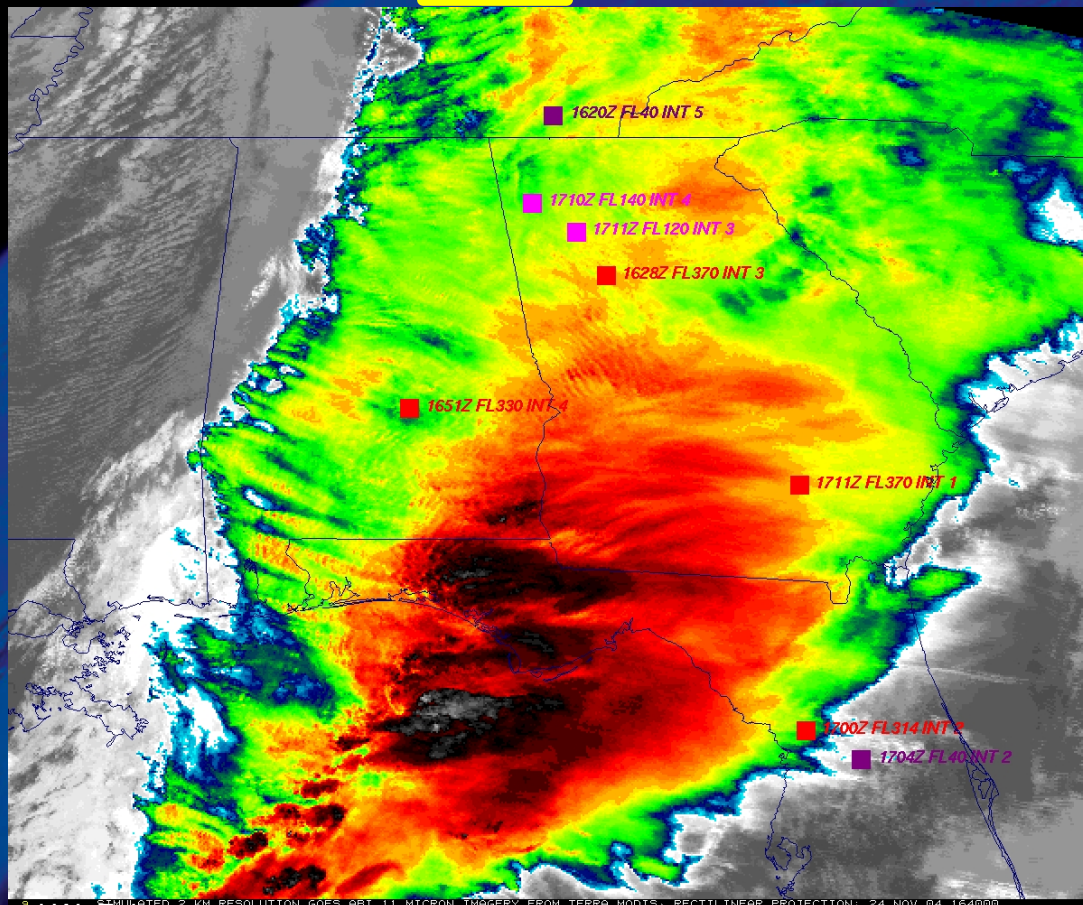 1620Z FL40 INT 5
1710Z FL140 INT 4
1711Z FL120 INT 3
1628Z FL370 INT 3
1651Z FL330 INT 4
1711Z FL370 INT 1
1700Z FL314 INT 2
1704Z FL40 INT 2
SIMULATED 2 KM RESOLUTION GOES ABI 11 MICRON IMAGERY FROM TERRA MODIS, RECTILINEAR PROJECTION: 24 NOV 04 164000